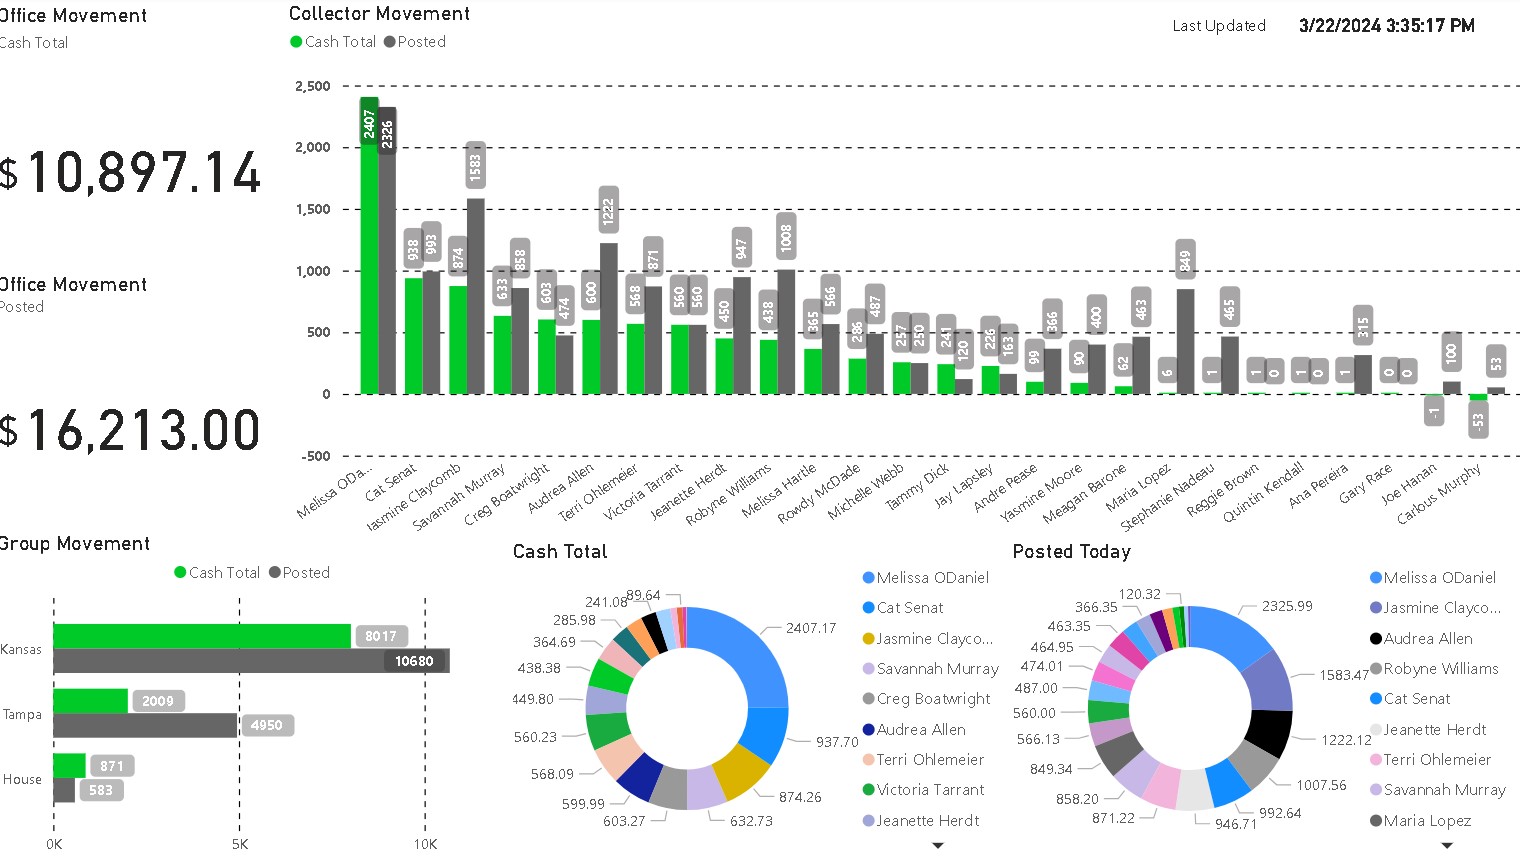 Office Movement
Cash Total
$10,897.14
Office Movement
Posted
$16,213.00
Collector Movement
Cash Total Posted
Last Updated 3/22/2024 3:35:17 PM
2,500
2,000
1,500
1,000
500
0
-500
2407 2326
938 993
874 1583
633 858
603 474
600 1222
568 871
560 560
450 947
438 1008
365 566
286 487
257 250
241 120
226 163
99 366
90 400
62 463
6 849
1 465
1 0
1 0
1 315
0 0
-1 100
-53 53
Melissa ODa...
Cat Senat
Jasmine Claycomb
Savannah Murray
Creg Boatwright
Audrea Allen
Terri Ohlemeier
Victoria Tarrant
Jeanette Herdt
Robyne Williams
Melissa Hartle
Rowdy McDade
Michelle Webb
Tammy Dick
Jay Lapsley
Andre Pease
Yasmine Moore
Meagan Barone
Maria Lopez
Stephanie Nadeau
Reggie Brown
Quintin Kendall
Ana Pereira
Gary Race
Joe Hanan
Carlous Murphy
Group Movement
Cash Total Posted
Kansas 8017
10680
Tampa 2009
4950
House 871
583
0K 5K 10K
Cash Total
2407.17
937.70
874.26
632.73
603.27
599.99
568.09
560.23
449.80
438.38
364.69
285.98
241.08
89.64
Melissa ODaniel
Cat Senat
Jasmine Clayco...
Savannah Murray
Creg Boatwright
Audrea Allen
Terri Ohlemeier
Victoria Tarrant
Jeanette Herdt
Posted Today
2325.99
1583.47
1222.12
1007.56
992.64
946.71
871.22
858.20
849.34
566.13
560.00
487.00
474.01
464.95
463.35
366.35
120.32
Melissa ODaniel
Jasmine Clayco...
Audrea Allen
Robyne Williams
Cat Senat
Jeanette Herdt
Terri Ohlemeier
Savannah Murray
Maria Lopez